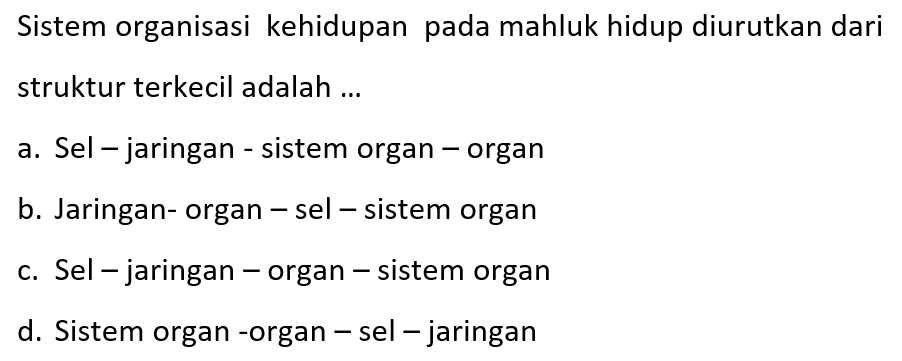 Sistem organisasi kehidupan pada mahluk hidup diurutkan dari
struktur terkecil adalah ...
a. Sel – jaringan - sistem organ – organ
b. Jaringan- organ – sel – sistem organ
c. Sel – jaringan – organ – sistem organ
d. Sistem organ -organ – sel – jaringan